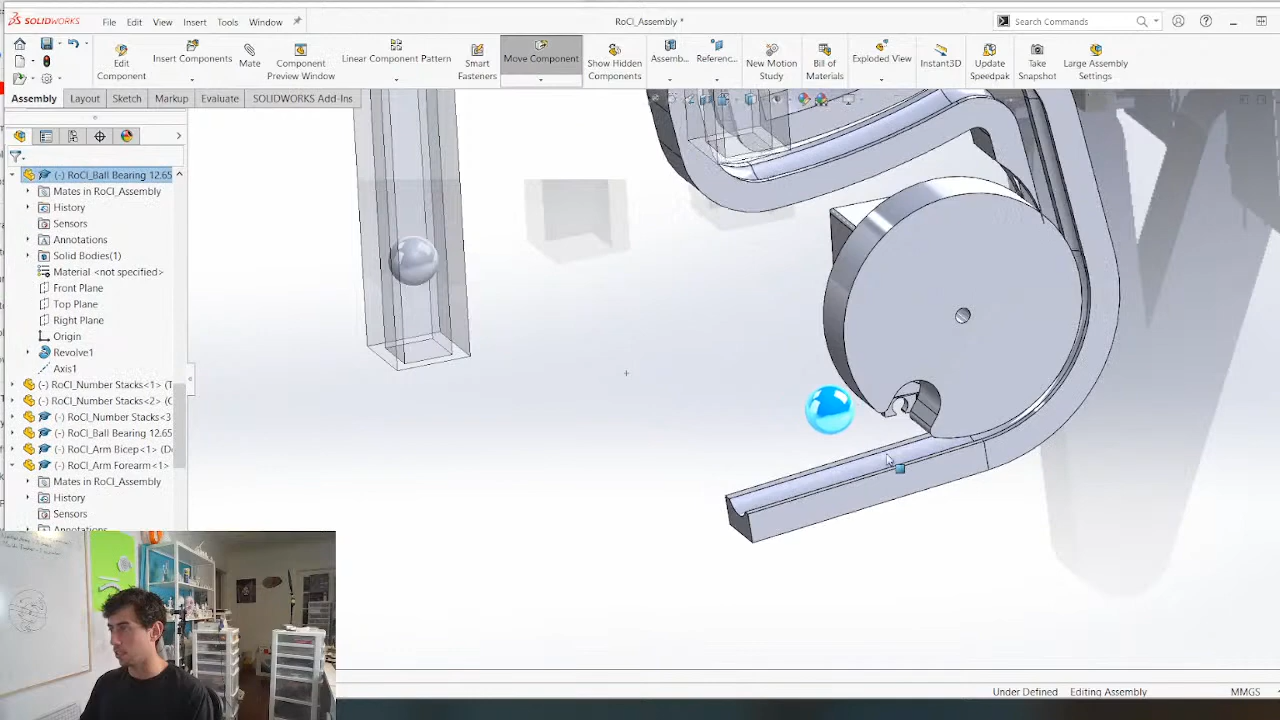 SOLIDWORKS File Edit View Insert Tools Window RoCI_Assembly * Search Commands
Edit Component
Insert Components
Mate
Component Preview Window
Linear Component Pattern
Smart Fasteners
Move Component
Show Hidden Components
Assemb...
Referenc...
New Motion Study
Bill of Materials
Exploded View
Instant3D
Update Speedpak
Take Snapshot
Large Assembly Settings
Assembly Layout Sketch Markup Evaluate SOLIDWORKS Add-Ins
(-) RoCI_Ball Bearing 12.65
Mates in RoCI_Assembly
History
Sensors
Annotations
Solid Bodies(1)
Material <not specified>
Front Plane
Top Plane
Right Plane
Origin
Revolve1
Axis1
(-) RoCI_Number Stacks<1> (
(-) RoCI_Number Stacks<2> (
(-) RoCI_Number Stacks<3
(-) RoCI_Ball Bearing 12.65
(-) RoCI_Arm Bicep<1> (De
(-) RoCI_Arm Forearm<1>
Mates in RoCI_Assembly
History
Sensors
Annotations
Under Defined Editing Assembly MMGS